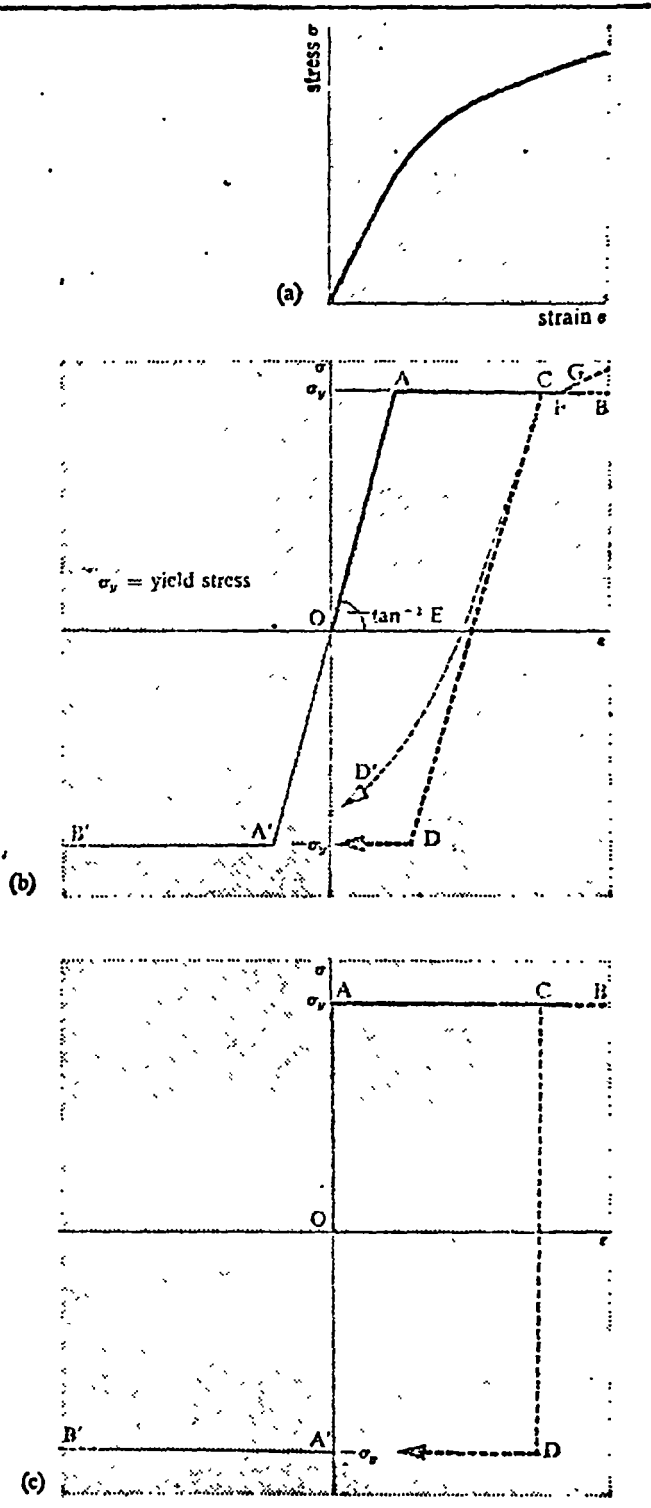 stress σ
(a)
strain ε
σ
σy
A
C
G
F
B
σy = yield stress
O
tan⁻¹ E
ε
D'
B'
A'
−σy
D
(b)
σ
σy
A
C
B
O
ε
B'
A'
−σy
D
(c)